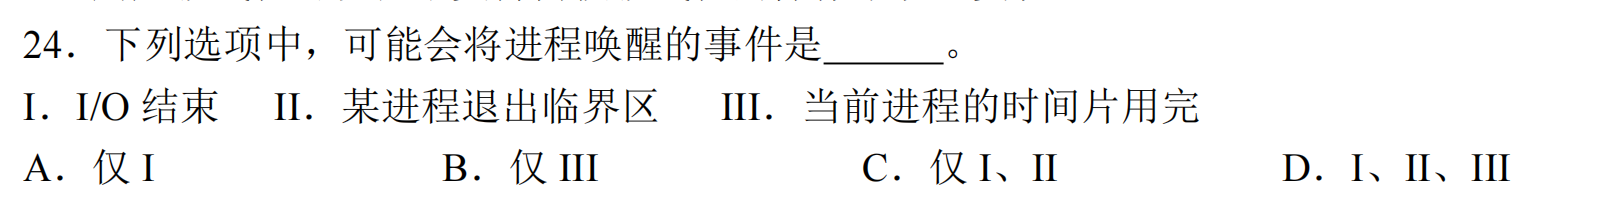 24．下列选项中，可能会将进程唤醒的事件是______。
I．I/O 结束 II．某进程退出临界区 III．当前进程的时间片用完
A．仅 I B．仅 III C．仅 I、II D．I、II、III